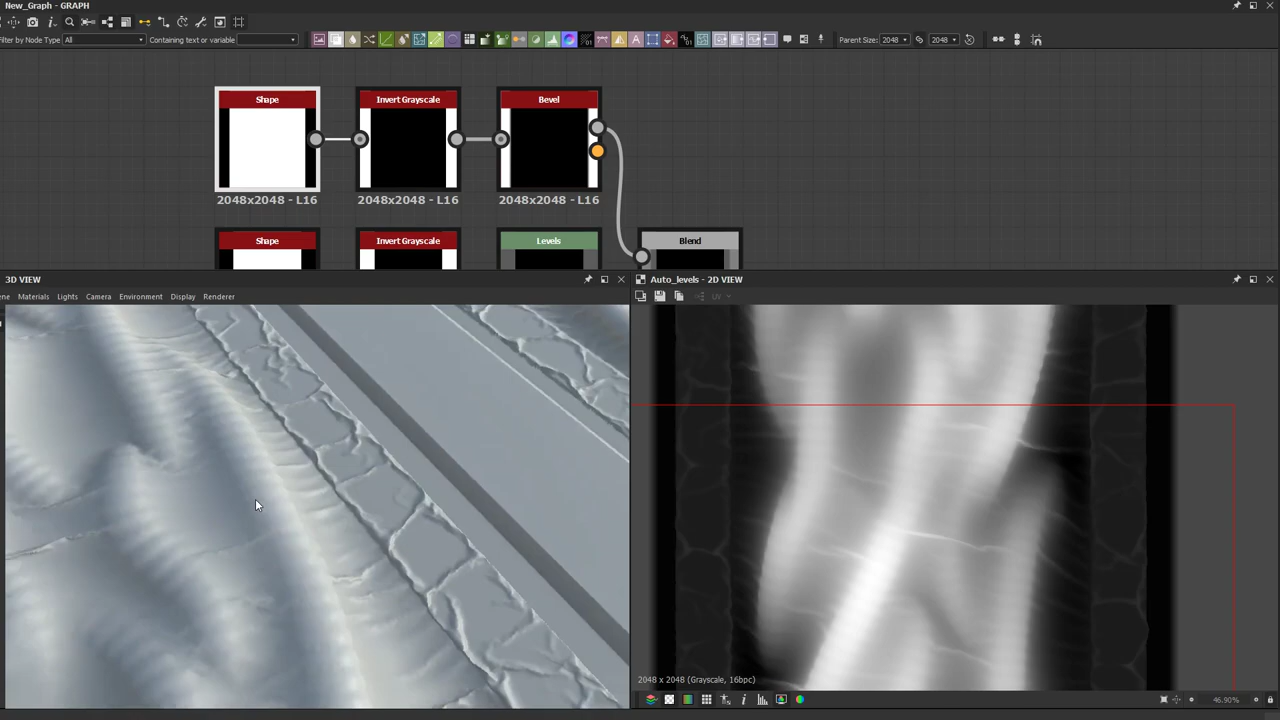 New_Graph - GRAPH
Filter by Node Type All Containing text or variable Parent Size: 2048 2048
Shape Invert Grayscale Bevel
2048x2048 - L16 2048x2048 - L16 2048x2048 - L16
Shape Invert Grayscale Levels Blend
3D VIEW
Materials Lights Camera Environment Display Renderer
Auto_levels - 2D VIEW
UV
2048 x 2048 (Grayscale, 16bpc)
46.90%